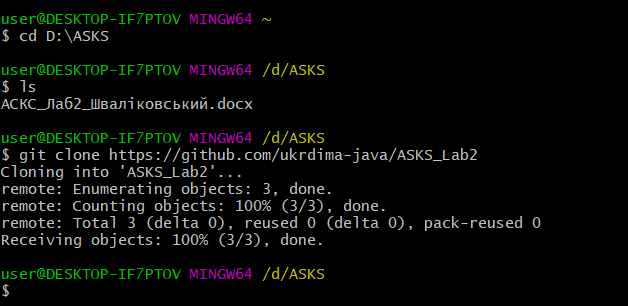 user@DESKTOP-IF7PTOV MINGW64 ~
$ cd D:\ASKS
user@DESKTOP-IF7PTOV MINGW64 /d/ASKS
$ ls
АСКС_Лаб2_Шваліковський.docx
user@DESKTOP-IF7PTOV MINGW64 /d/ASKS
$ git clone https://github.com/ukrdima-java/ASKS_Lab2
Cloning into 'ASKS_Lab2'...
remote: Enumerating objects: 3, done.
remote: Counting objects: 100% (3/3), done.
remote: Total 3 (delta 0), reused 0 (delta 0), pack-reused 0
Receiving objects: 100% (3/3), done.
user@DESKTOP-IF7PTOV MINGW64 /d/ASKS
$